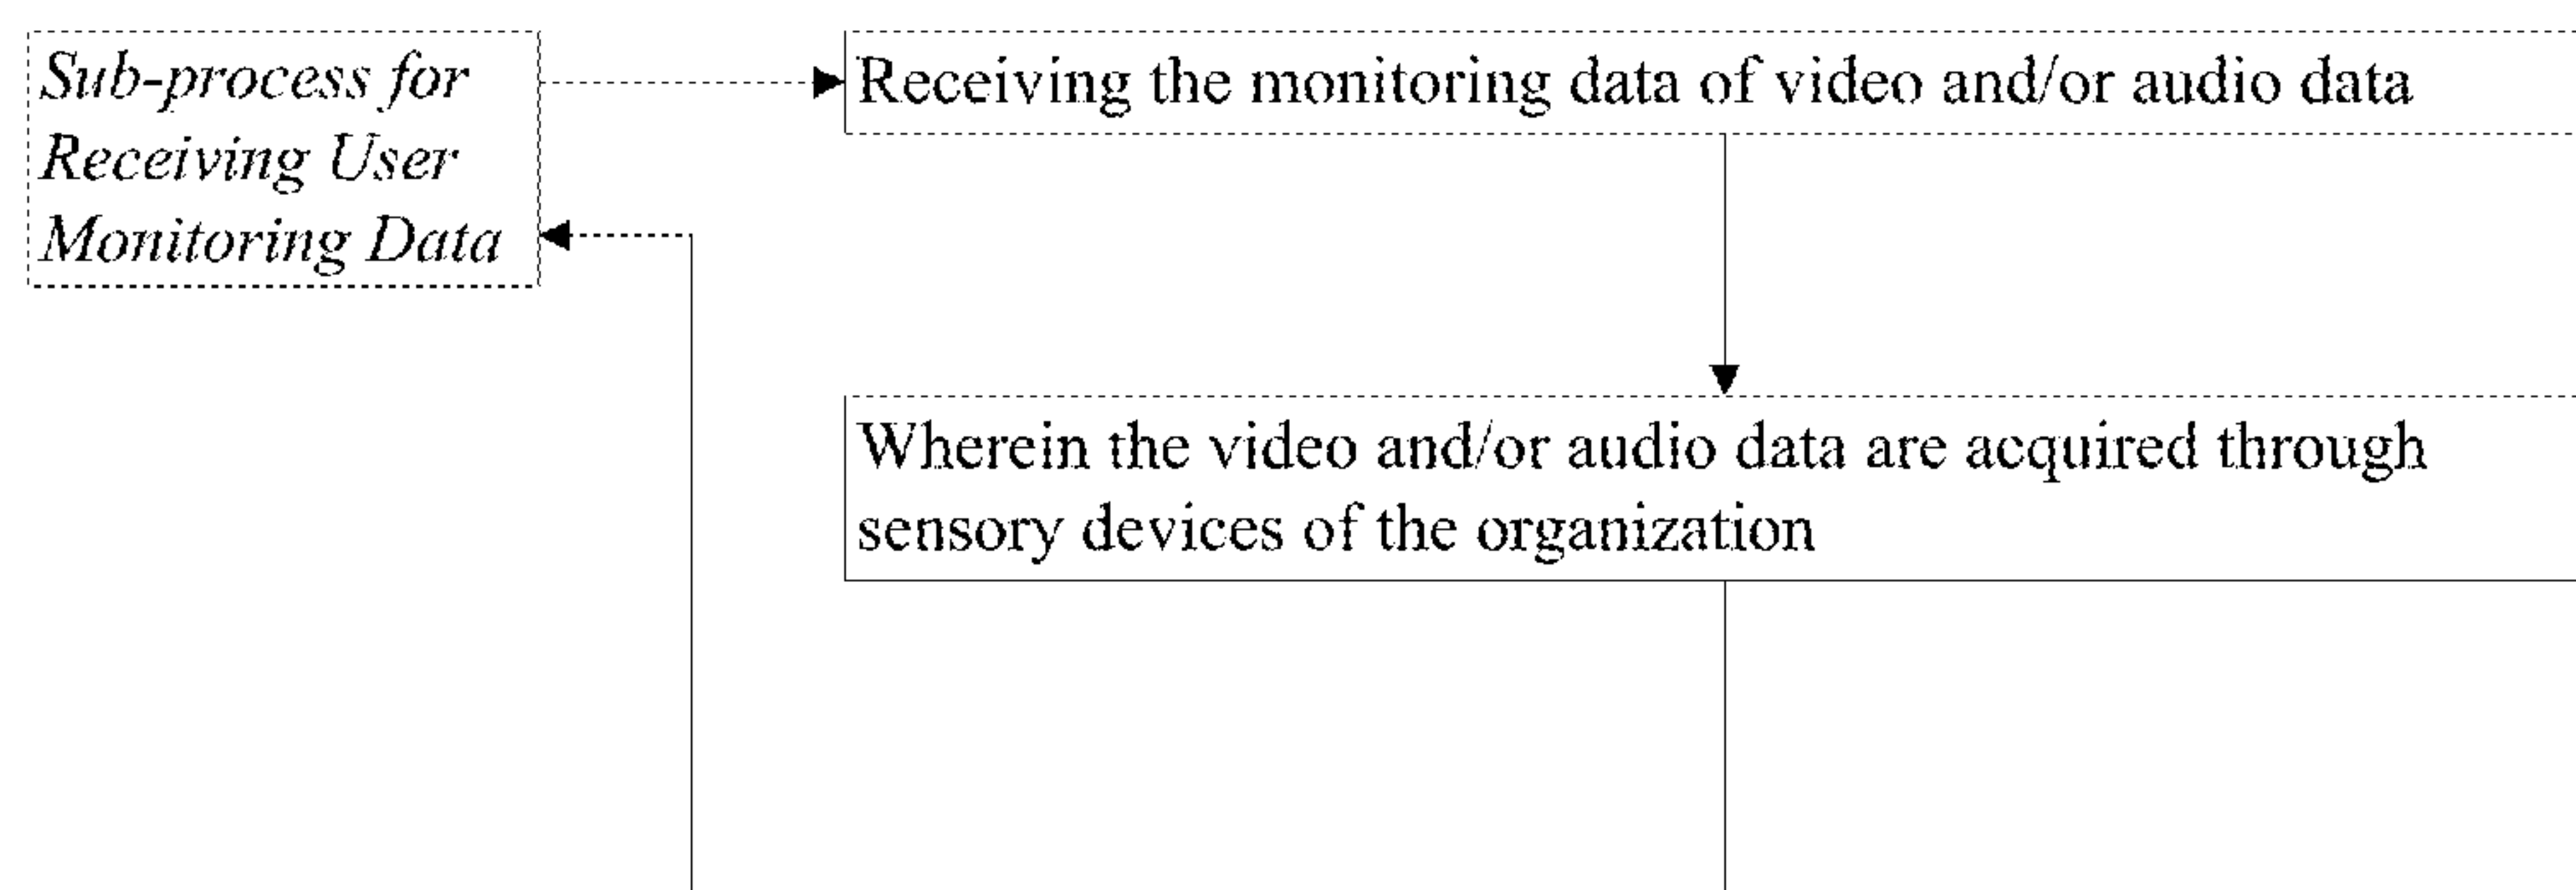 Sub-process for
Receiving User
Monitoring Data
Receiving the monitoring data of video and/or audio data
Wherein the video and/or audio data are acquired through
sensory devices of the organization